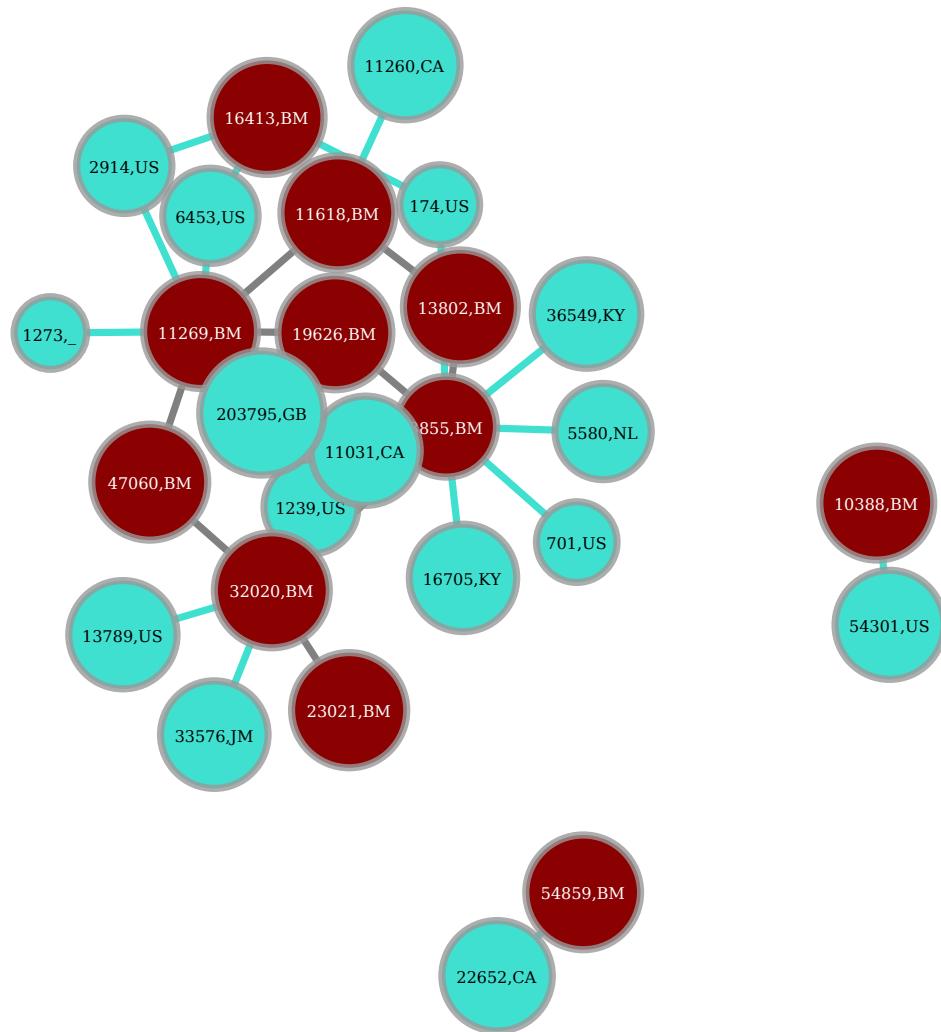 11260,CA
16413,BM
2914,US
174,US
11618,BM
6453,US
13802,BM
36549,KY
1273,_
11269,BM
19626,BM
203795,GB
855,BM
5580,NL
11031,CA
47060,BM
10388,BM
1239,US
701,US
16705,KY
32020,BM
54301,US
13789,US
23021,BM
33576,JM
54859,BM
22652,CA